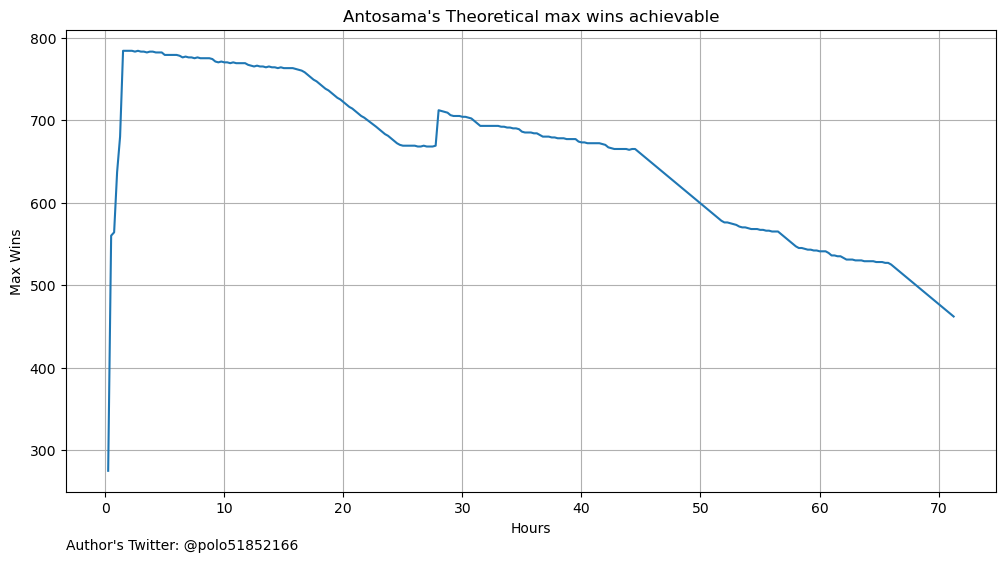 Antosama's Theoretical max wins achievable
800
700
600
500
400
300
Max Wins
0 10 20 30 40 50 60 70
Hours
Author's Twitter: @polo51852166